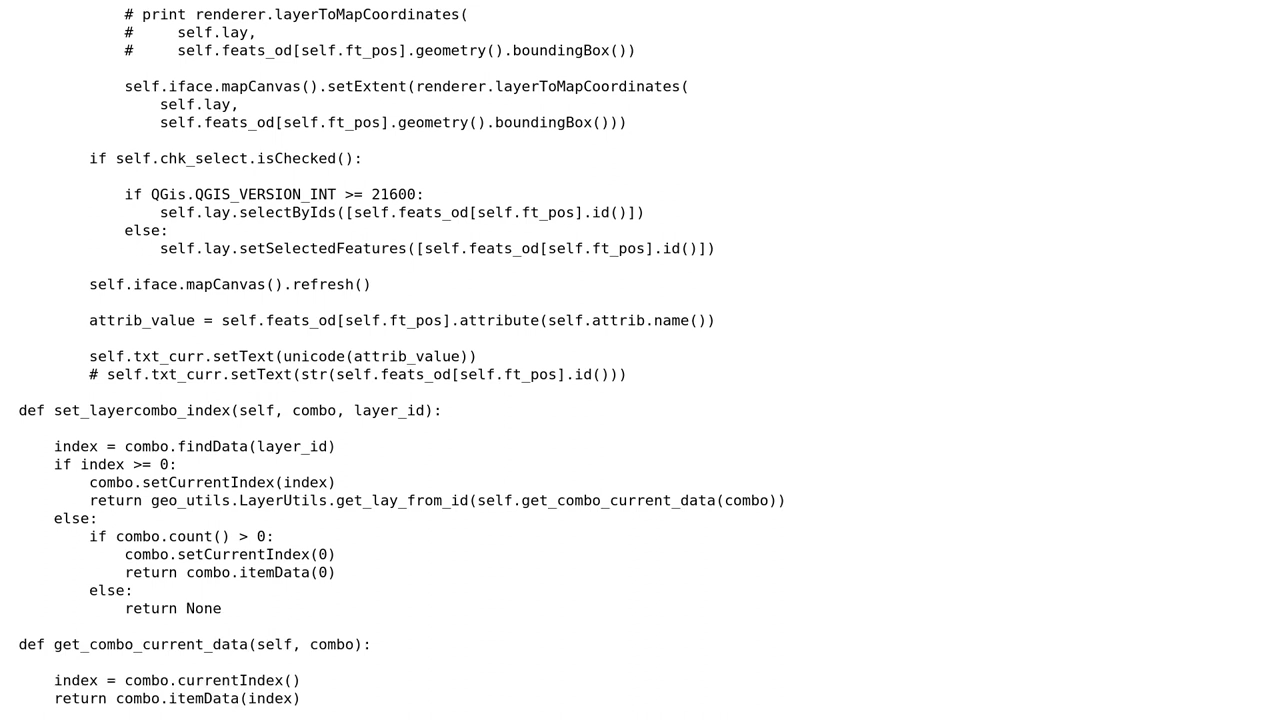 # print renderer.layerToMapCoordinates(
            #     self.lay,
            #     self.feats_od[self.ft_pos].geometry().boundingBox())

            self.iface.mapCanvas().setExtent(renderer.layerToMapCoordinates(
                self.lay,
                self.feats_od[self.ft_pos].geometry().boundingBox()))

        if self.chk_select.isChecked():

            if QGis.QGIS_VERSION_INT >= 21600:
                self.lay.selectByIds([self.feats_od[self.ft_pos].id()])
            else:
                self.lay.setSelectedFeatures([self.feats_od[self.ft_pos].id()])

        self.iface.mapCanvas().refresh()

        attrib_value = self.feats_od[self.ft_pos].attribute(self.attrib.name())

        self.txt_curr.setText(unicode(attrib_value))
        # self.txt_curr.setText(str(self.feats_od[self.ft_pos].id()))

def set_layercombo_index(self, combo, layer_id):

    index = combo.findData(layer_id)
    if index >= 0:
        combo.setCurrentIndex(index)
        return geo_utils.LayerUtils.get_lay_from_id(self.get_combo_current_data(combo))
    else:
        if combo.count() > 0:
            combo.setCurrentIndex(0)
            return combo.itemData(0)
        else:
            return None

def get_combo_current_data(self, combo):

    index = combo.currentIndex()
    return combo.itemData(index)